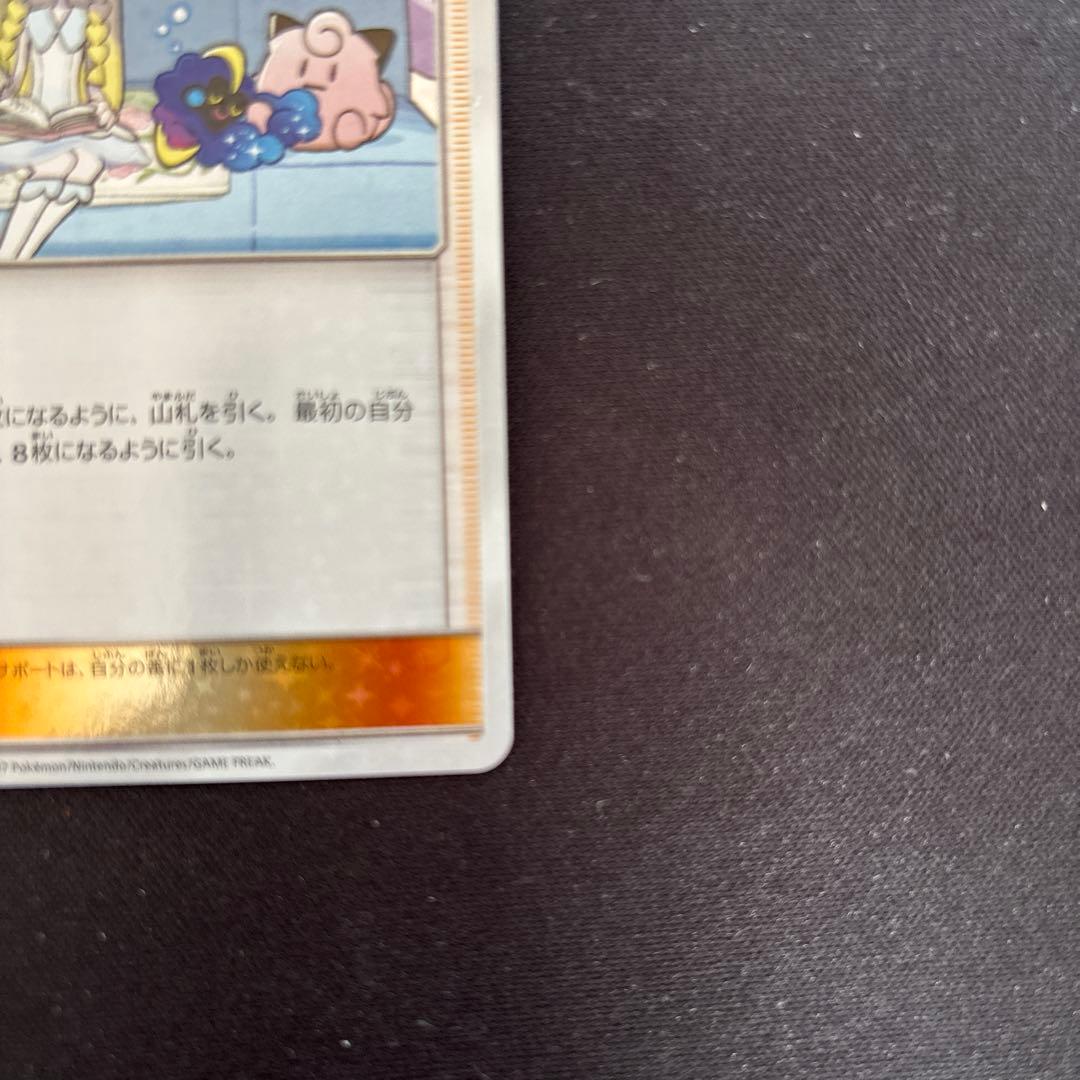 になるように、山札を引く。 最初の自分
、8枚になるように引く。
サポートは、自分の番に1枚しか使えない。
7 Pokémon/Nintendo/Creatures/GAME FREAK.